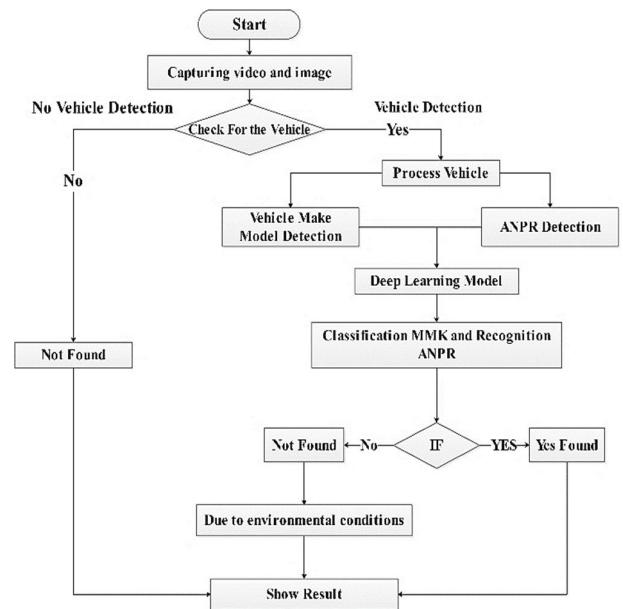 Start
Capturing video and image
No Vehicle Detection
Vehicle Detection
Check For the Vehicle
Yes
No
Process Vehicle
Vehicle Make
Model Detection
ANPR Detection
Deep Learning Model
Classification MMK and Recognition
ANPR
Not Found
Not Found
No
IF
YES
Yes Found
Due to environmental conditions
Show Result